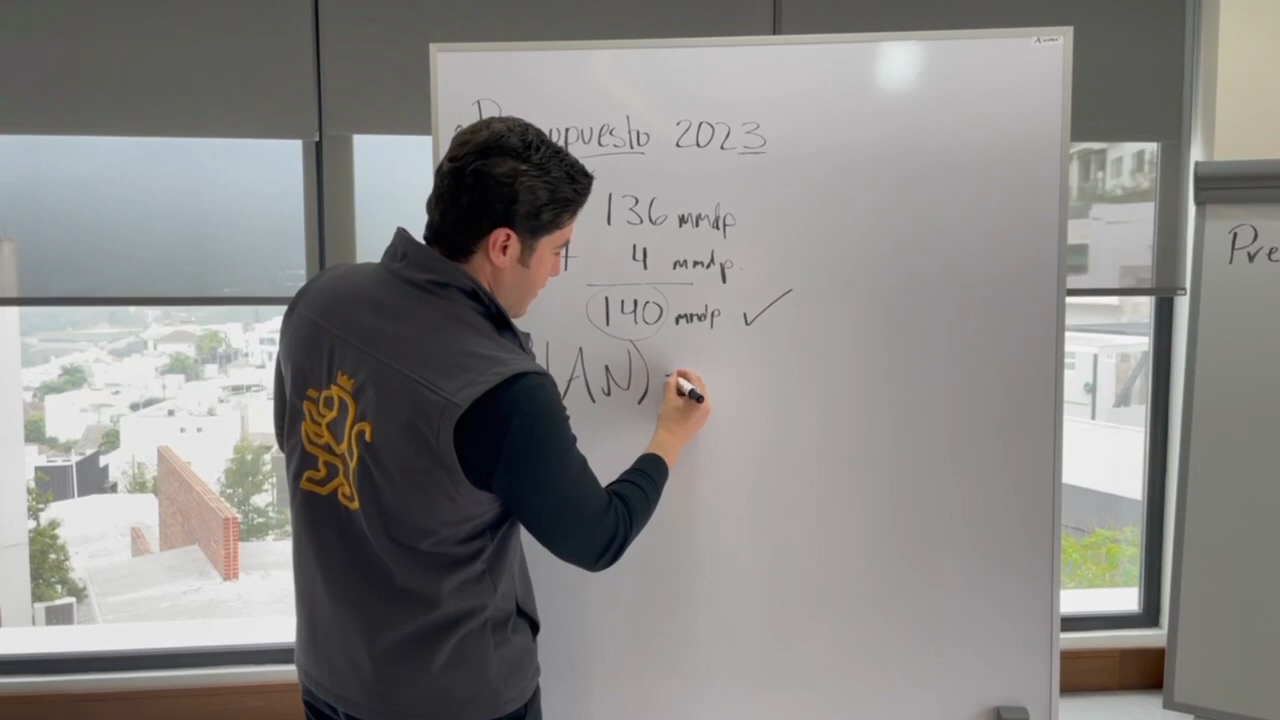 Presupuesto 2023
136 mmdp
+ 4 mmdp.
140 mmdp ✓
AN)
Pre